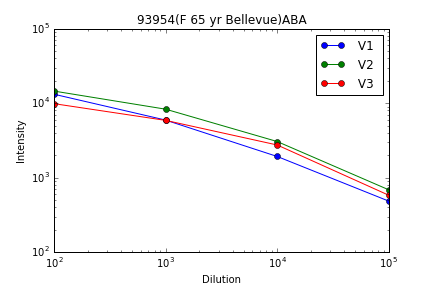 93954(F 65 yr Bellevue)ABA
10^5
10^4
10^3
10^2
Intensity
V1
V2
V3
10^2 10^3 10^4 10^5
Dilution